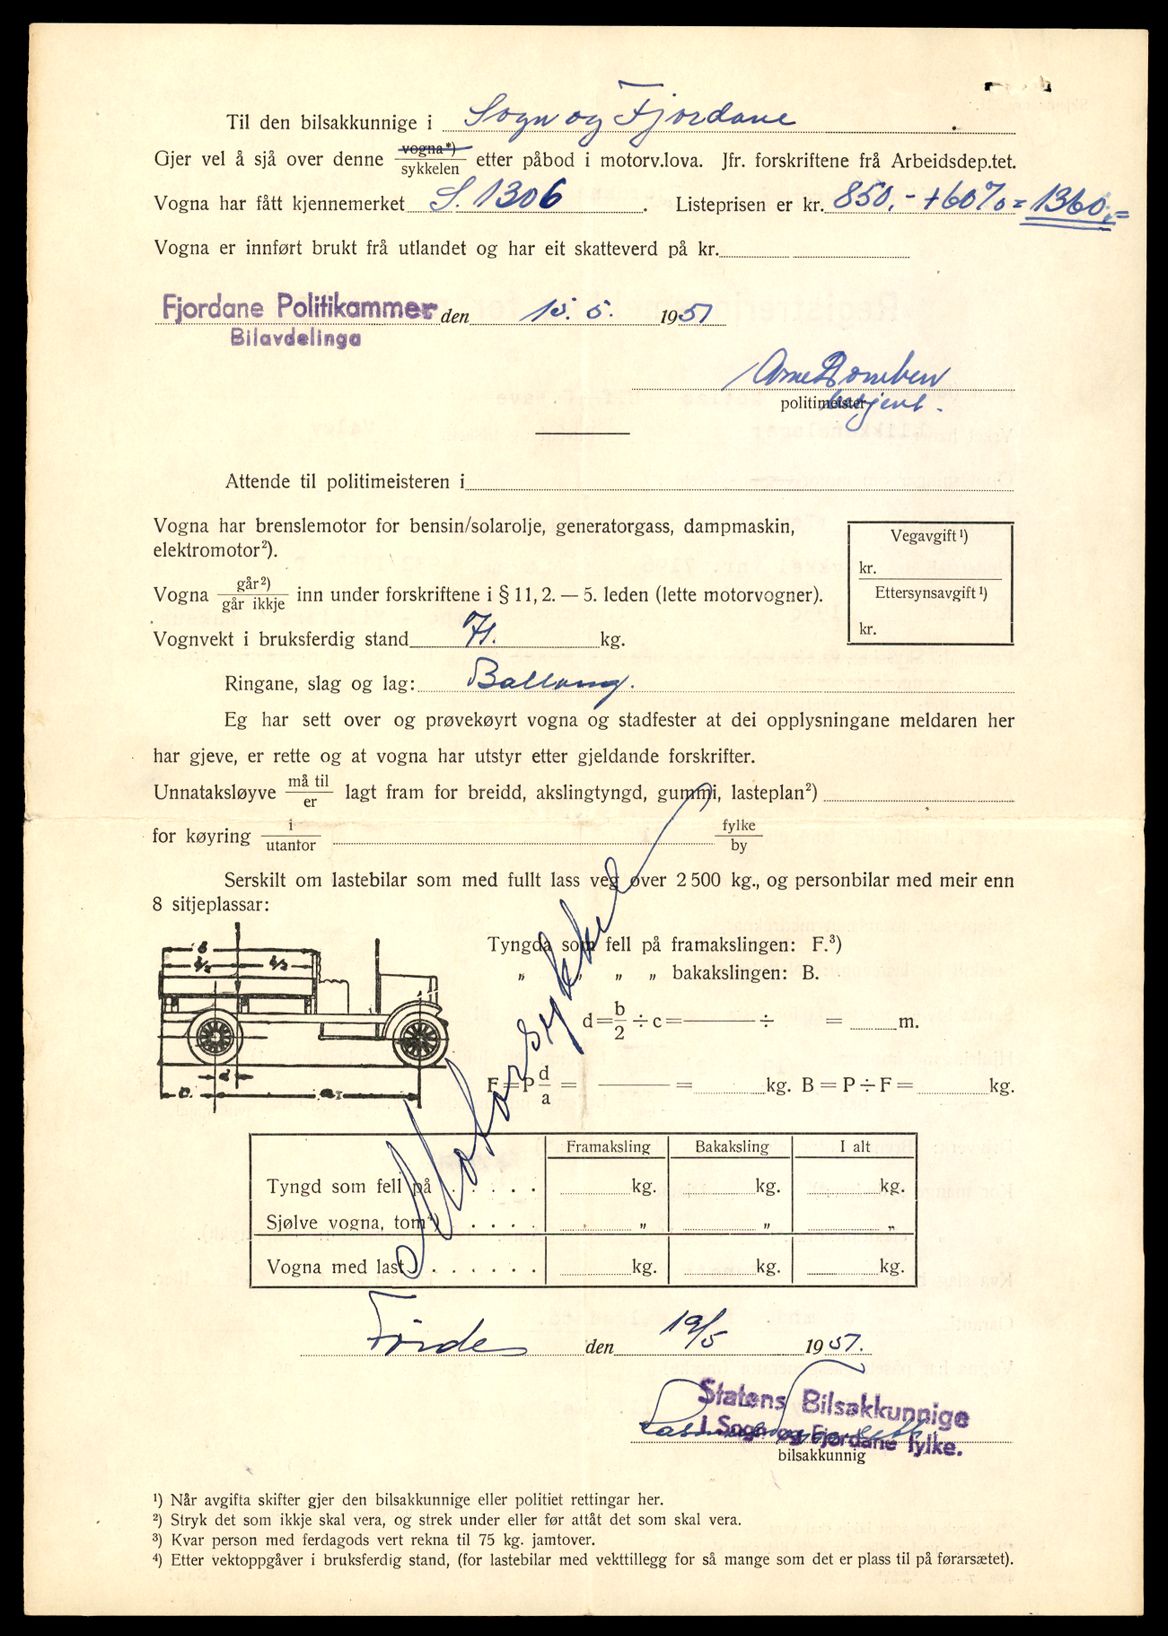 Til den bilsakkunnige i Sogn og Fjordane
Gjer vel å sjå over denne vogna*) / sykkelen etter påbod i motorv.lova. Jfr. forskriftene frå Arbeidsdep.tet.
Vogna har fått kjennemerket S. 1306. Listeprisen er kr. 850,- + 60% = 1360,=
Vogna er innført brukt frå utlandet og har eit skatteverd på kr.
Fjordane Politikammer den 15. 5. 1951
Bilavdelinga
politimeister betjent.
Attende til politimeisteren i
Vogna har brenslemotor for bensin/solarolje, generatorgass, dampmaskin,
elektromotor²).
Vegavgift ¹)
kr.
Ettersynsavgift ¹)
kr.
Vogna går²) / går ikkje inn under forskriftene i § 11, 2. — 5. leden (lette motorvogner).
Vognvekt i bruksferdig stand 71. kg.
Ringane, slag og lag: Ballong.
Eg har sett over og prøvekøyrt vogna og stadfester at dei opplysningane meldaren her
har gjeve, er rette og at vogna har utstyr etter gjeldande forskrifter.
Unnataksløyve må til / er lagt fram for breidd, akslingtyngd, gummi, lasteplan²)
for køyring i / utantor fylke / by
Serskilt om lastebilar som med fullt lass veg over 2 500 kg., og personbilar med meir enn
8 sitjeplassar:
Motorsykkel
Tyngda som fell på framakslingen: F.³)
„ „ „ „ bakakslingen: B.
d = b/2 ÷ c = ——— ÷ = m.
F = P d/a = ——— = kg. B = P ÷ F = kg.
Framaksling Bakaksling I alt
Tyngd som fell på . . . . . kg. kg. kg.
Sjølve vogna, tom⁴) . . . . „ „ „
Vogna med last . . . . . . kg. kg. kg.
Førde den 19/5 1951.
Statens Bilsakkunnige
i Sogn og Fjordane fylke.
bilsakkunnig
¹) Når avgifta skifter gjer den bilsakkunnige eller politiet rettingar her.
²) Stryk det som ikkje skal vera, og strek under eller før attåt det som skal vera.
³) Kvar person med ferdagods vert rekna til 75 kg. jamtover.
⁴) Etter vektoppgåver i bruksferdig stand, (for lastebilar med vekttillegg for så mange som det er plass til på førarsætet).